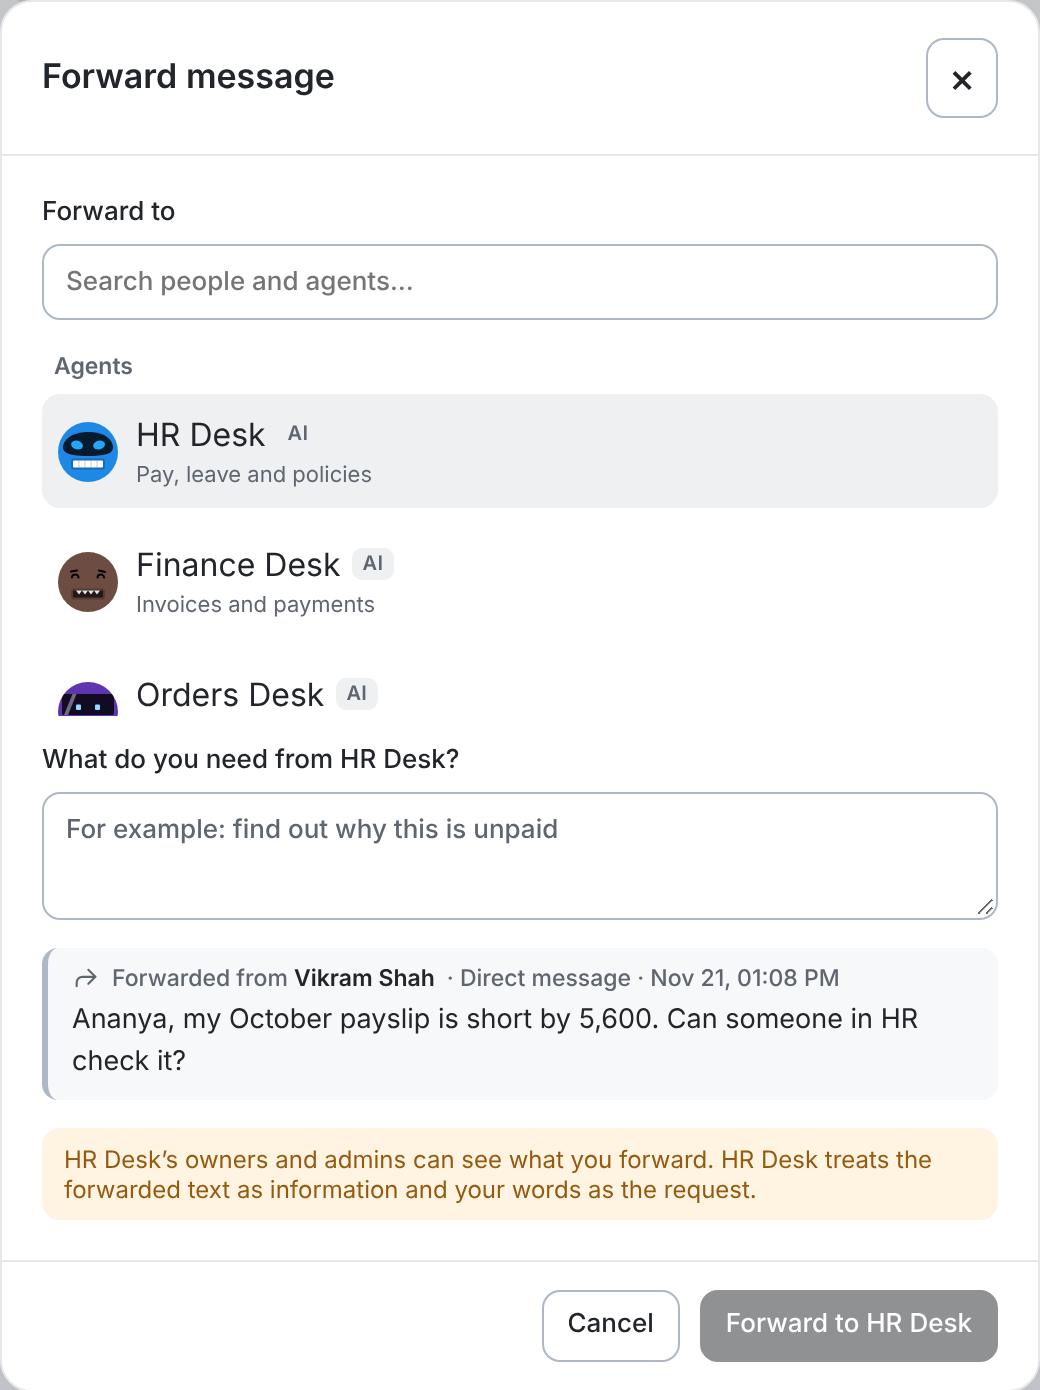 Forward message
Forward to
Search people and agents...
Agents
HR Desk AI
Pay, leave and policies
Finance Desk AI
Invoices and payments
Orders Desk AI
What do you need from HR Desk?
For example: find out why this is unpaid
Forwarded from Vikram Shah · Direct message · Nov 21, 01:08 PM
Ananya, my October payslip is short by 5,600. Can someone in HR
check it?
HR Desk’s owners and admins can see what you forward. HR Desk treats the
forwarded text as information and your words as the request.
Cancel Forward to HR Desk